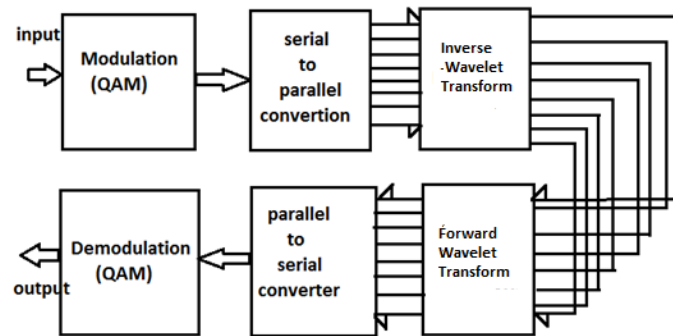 input
Modulation
(QAM)
serial
to
parallel
convertion
Inverse
-Wavelet
Transform
Demodulation
(QAM)
output
parallel
to
serial
converter
Forward
Wavelet
Transform